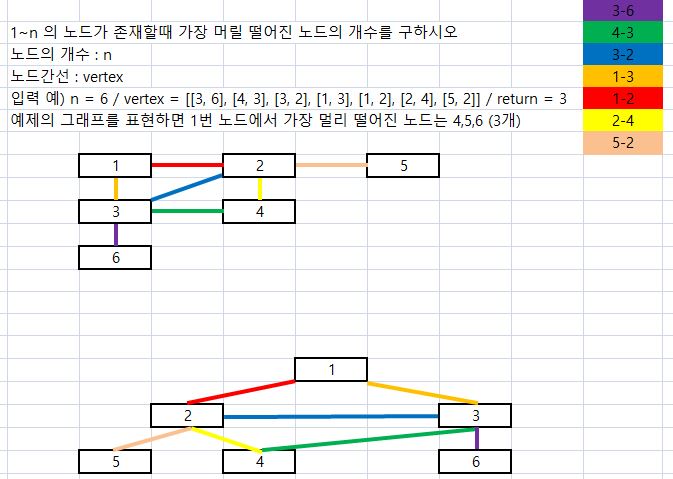 3-6
1~n 의 노드가 존재할때 가장 머릴 떨어진 노드의 개수를 구하시오
4-3
노드의 개수 : n
3-2
노드간선 : vertex
1-3
입력 예) n = 6 / vertex = [[3, 6], [4, 3], [3, 2], [1, 3], [1, 2], [2, 4], [5, 2]] / return = 3
1-2
예제의 그래프를 표현하면 1번 노드에서 가장 멀리 떨어진 노드는 4,5,6 (3개)
2-4
5-2
1 2 5
3 4
6
1
2 3
5 4 6